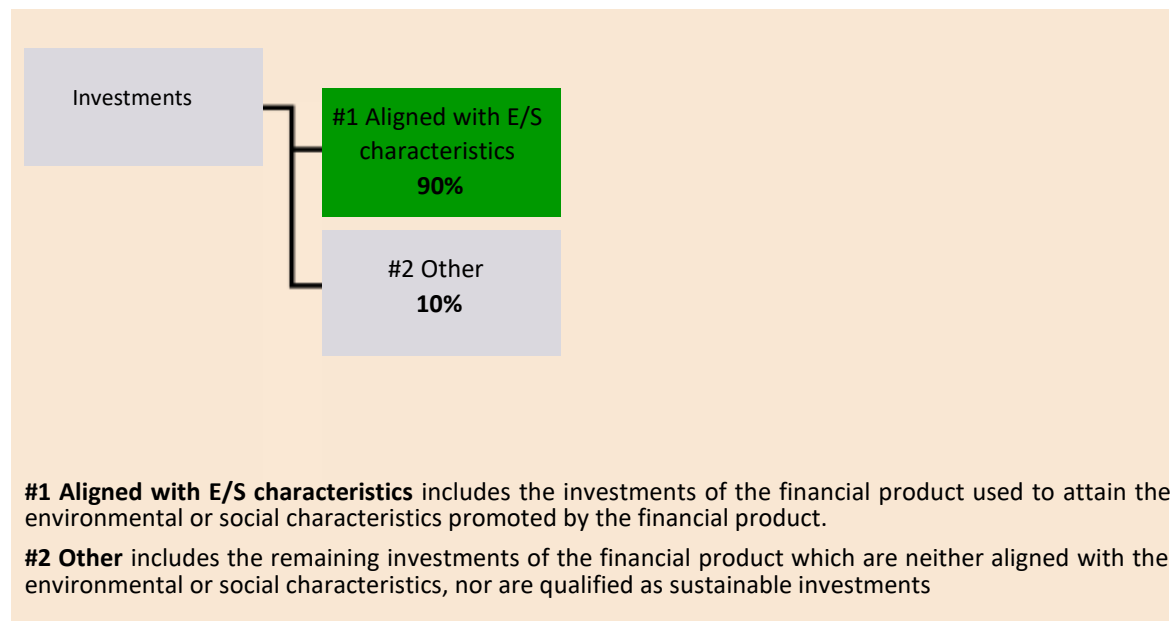 Investments
#1 Aligned with E/S
characteristics
90%
#2 Other
10%
#1 Aligned with E/S characteristics includes the investments of the financial product used to attain the
environmental or social characteristics promoted by the financial product.
#2 Other includes the remaining investments of the financial product which are neither aligned with the
environmental or social characteristics, nor are qualified as sustainable investments